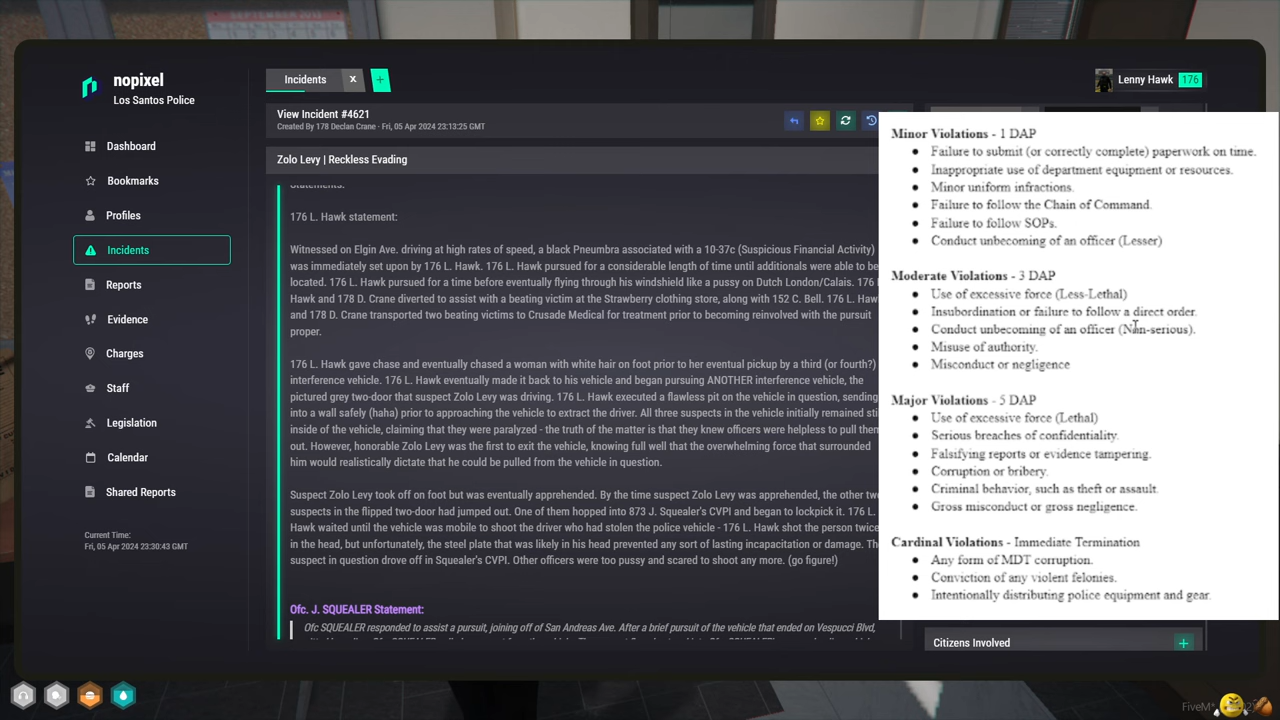 nopixel
Los Santos Police
Dashboard
Bookmarks
Profiles
Incidents
Reports
Evidence
Charges
Staff
Legislation
Calendar
Shared Reports
Current Time:
Fri, 05 Apr 2024 23:30:43 GMT
Incidents
x
+
Lenny Hawk 176
View Incident #4621
Created By 178 Declan Crane · Fri, 05 Apr 2024 23:13:25 GMT
Zolo Levy | Reckless Evading
Statements:
176 L. Hawk statement:
Witnessed on Elgin Ave. driving at high rates of speed, a black Pneumbra associated with a 10-37c (Suspicious Financial Activity)
was immediately set upon by 176 L. Hawk. 176 L. Hawk pursued for a considerable length of time until additionals were able to be
located. 176 L. Hawk pursued for a time before eventually flying through his windshield like a pussy on Dutch London/Calais. 176
Hawk and 178 D. Crane diverted to assist with a beating victim at the Strawberry clothing store, along with 152 C. Bell. 176 L. Haw
and 178 D. Crane transported two beating victims to Crusade Medical for treatment prior to becoming reinvolved with the pursuit
proper.
176 L. Hawk gave chase and eventually chased a woman with white hair on foot prior to her eventual pickup by a third (or fourth?)
interference vehicle. 176 L. Hawk eventually made it back to his vehicle and began pursuing ANOTHER interference vehicle, the
pictured grey two-door that suspect Zolo Levy was driving. 176 L. Hawk executed a flawless pit on the vehicle in question, sending
into a wall safely (haha) prior to approaching the vehicle to extract the driver. All three suspects in the vehicle initially remained sti
inside of the vehicle, claiming that they were paralyzed - the truth of the matter is that they knew officers were helpless to pull them
out. However, honorable Zolo Levy was the first to exit the vehicle, knowing full well that the overwhelming force that surrounded
him would realistically dictate that he could be pulled from the vehicle in question.
Suspect Zolo Levy took off on foot but was eventually apprehended. By the time suspect Zolo Levy was apprehended, the other two
suspects in the flipped two-door had jumped out. One of them hopped into 873 J. Squealer's CVPI and began to lockpick it. 176 L.
Hawk waited until the vehicle was mobile to shoot the driver who had stolen the police vehicle - 176 L. Hawk shot the person twice
in the head, but unfortunately, the steel plate that was likely in his head prevented any sort of lasting incapacitation or damage. The
suspect in question drove off in Squealer's CVPI. Other officers were too pussy and scared to shoot any more. (go figure!)
Ofc. J. SQUEALER Statement:
Ofc SQUEALER responded to assist a pursuit, joining off of San Andreas Ave. After a brief pursuit of the vehicle that ended on Vespucci Blvd,
Minor Violations - 1 DAP
● Failure to submit (or correctly complete) paperwork on time.
● Inappropriate use of department equipment or resources.
● Minor uniform infractions.
● Failure to follow the Chain of Command.
● Failure to follow SOPs.
● Conduct unbecoming of an officer (Lesser)
Moderate Violations - 3 DAP
● Use of excessive force (Less-Lethal)
● Insubordination or failure to follow a direct order.
● Conduct unbecoming of an officer (Non-serious).
● Misuse of authority.
● Misconduct or negligence
Major Violations - 5 DAP
● Use of excessive force (Lethal)
● Serious breaches of confidentiality.
● Falsifying reports or evidence tampering.
● Corruption or bribery.
● Criminal behavior, such as theft or assault.
● Gross misconduct or gross negligence.
Cardinal Violations - Immediate Termination
● Any form of MDT corruption.
● Conviction of any violent felonies.
● Intentionally distributing police equipment and gear.
Citizens Involved
+
FiveM